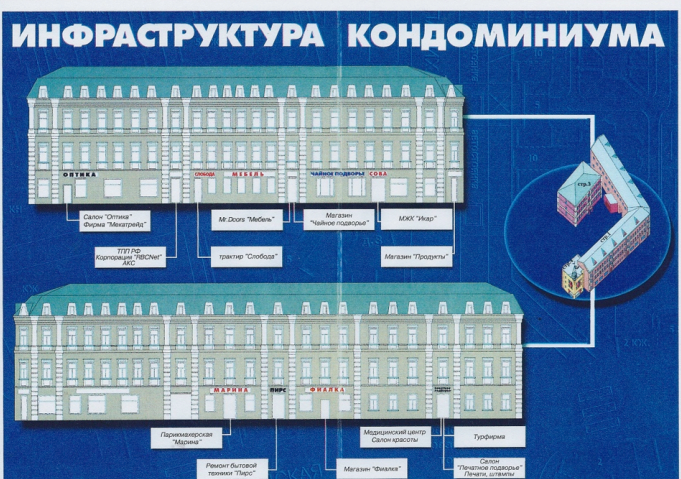 ИНФРАСТРУКТУРА КОНДОМИНИУМА
ОПТИКА
СЛОБОДА
МЕБЕЛЬ
ЧАЙНОЕ ПОДВОРЬЕ
СОВА
Салон "Оптика"
Фирма "Мекатрейд"
Mr.Doors "Мебель"
Магазин
"Чайное подворье"
МЖК "Икар"
ТПП РФ
Корпорация "RBCNet"
АКС
трактир "Слобода"
Магазин "Продукты"
стр.3
стр.1
МАРИНА
ПИРС
ФИАЛКА
Парикмахерская
"Марина"
Медицинский центр
Салон красоты
Турфирма
Ремонт бытовой
техники "Пирс"
Магазин "Фиалка"
Салон
"Печатное подворье"
Печати, штампы